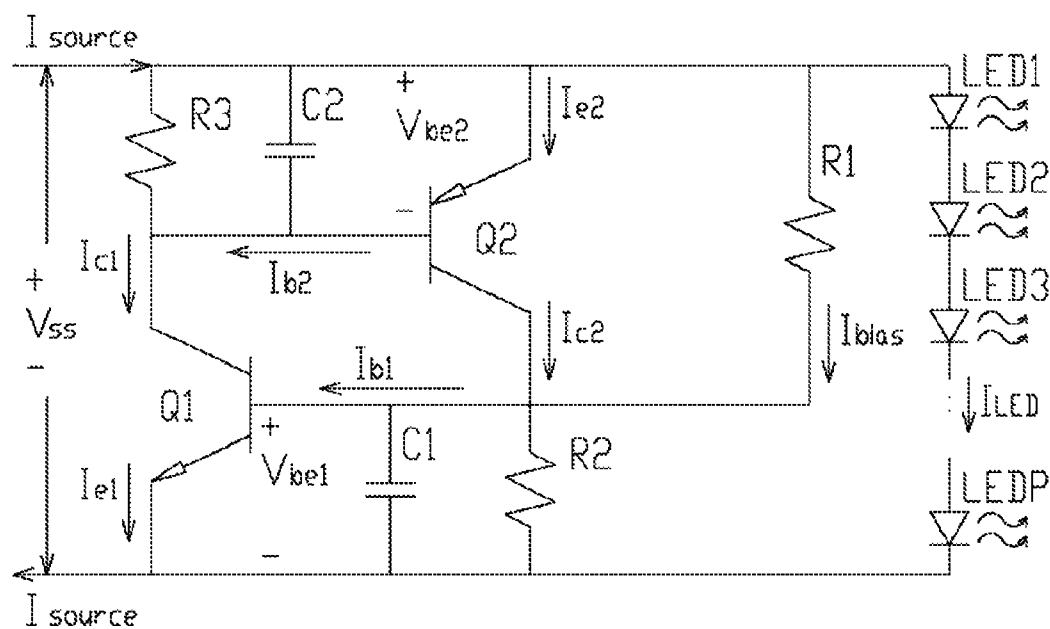 I source
LED1
R3
C2
+
Vbe2
-
Ie2
R1
LED2
Q2
Ic1
Ib2
LED3
+
Vss
-
Ic2
Ibias
Ib1
ILED
Q1
+
Vbe1
-
C1
R2
Ie1
LEDP
I source